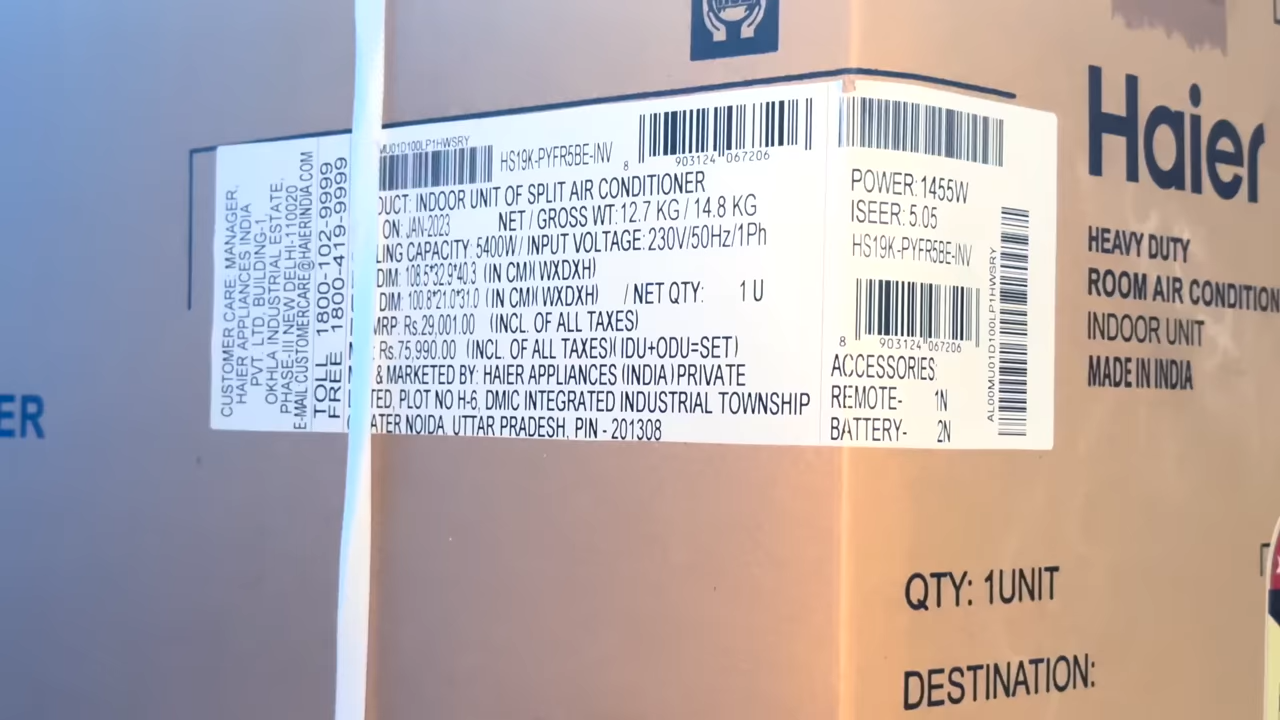 ER
CUSTOMER CARE: MANAGER,
HAIER APPLIANCES INDIA
PVT. LTD, BUILDING-1,
OKHLA INDUSTRIAL ESTATE,
PHASE-III NEW DELHI-110020
E-MAIL:CUSTOMERCARE@HAIERINDIA.COM
TOLL 1800-102-9999
FREE 1800-419-9999
MU01D100LP1HWSRY
HS19K-PYFR5BE-INV
8 903124 067206
DUCT: INDOOR UNIT OF SPLIT AIR CONDITIONER
ON: JAN-2023 NET / GROSS WT: 12.7 KG / 14.8 KG
LING CAPACITY: 5400W / INPUT VOLTAGE: 230V/50Hz/1Ph
DIM: 108.5*32.9*40.3 (IN CM)(WXDXH)
DIM: 100.8*21.0*31.0 (IN CM)(WXDXH) / NET QTY: 1 U
MRP: Rs.29,001.00 (INCL. OF ALL TAXES)
: Rs.75,990.00 (INCL. OF ALL TAXES)(IDU+ODU=SET)
& MARKETED BY: HAIER APPLIANCES (INDIA) PRIVATE
TED, PLOT NO H-6, DMIC INTEGRATED INDUSTRIAL TOWNSHIP
ATER NOIDA, UTTAR PRADESH, PIN - 201308
POWER: 1455W
ISEER: 5.05
HS19K-PYFR5BE-INV
8 903124 067206
ACCESSORIES:
REMOTE- 1N
BATTERY- 2N
AL00MU01D100LP1HWSRY
Haier
HEAVY DUTY
ROOM AIR CONDITION
INDOOR UNIT
MADE IN INDIA
QTY: 1UNIT
DESTINATION: